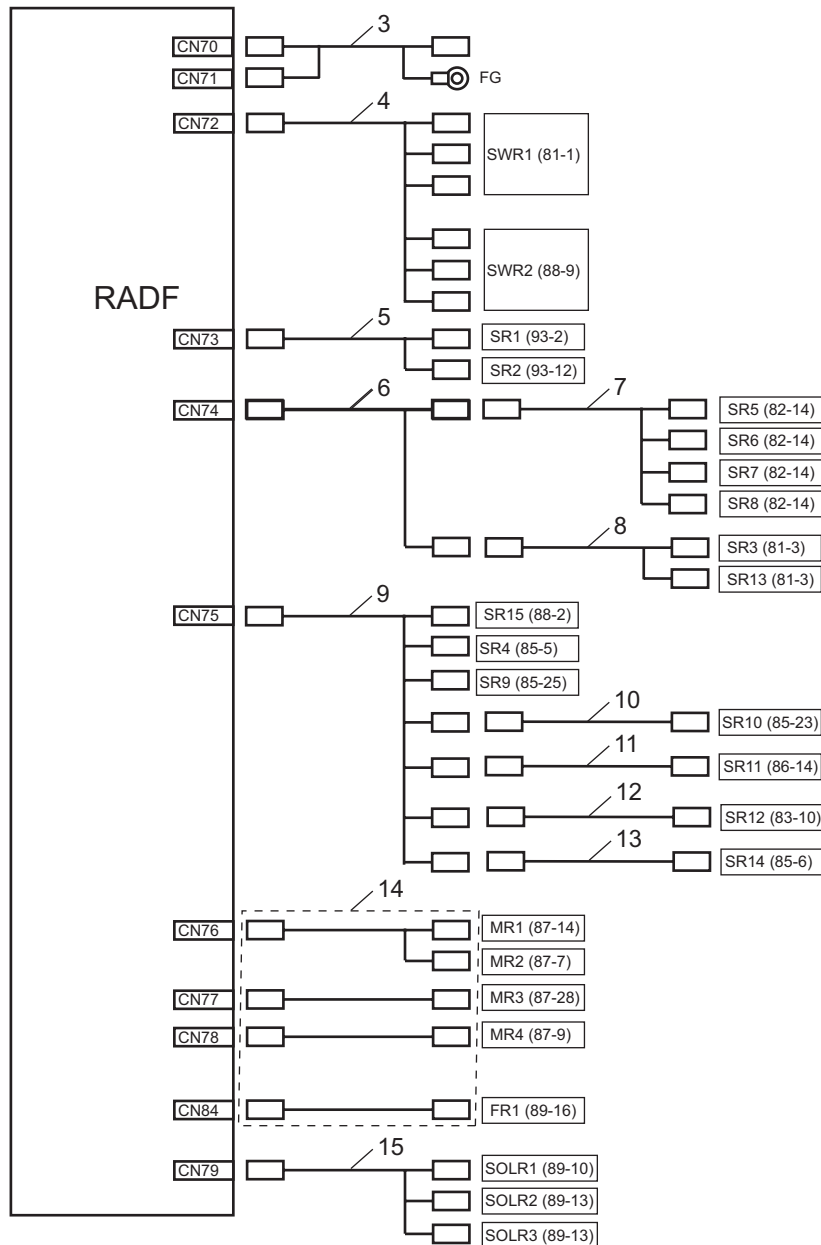 3
CN70
CN71
FG
4
CN72
SWR1 (81-1)
SWR2 (88-9)
RADF
5
CN73
SR1 (93-2)
SR2 (93-12)
6
7
CN74
SR5 (82-14)
SR6 (82-14)
SR7 (82-14)
SR8 (82-14)
8
SR3 (81-3)
SR13 (81-3)
9
CN75
SR15 (88-2)
SR4 (85-5)
SR9 (85-25)
10
SR10 (85-23)
11
SR11 (86-14)
12
SR12 (83-10)
13
SR14 (85-6)
14
CN76
MR1 (87-14)
MR2 (87-7)
CN77
MR3 (87-28)
CN78
MR4 (87-9)
CN84
FR1 (89-16)
15
CN79
SOLR1 (89-10)
SOLR2 (89-13)
SOLR3 (89-13)